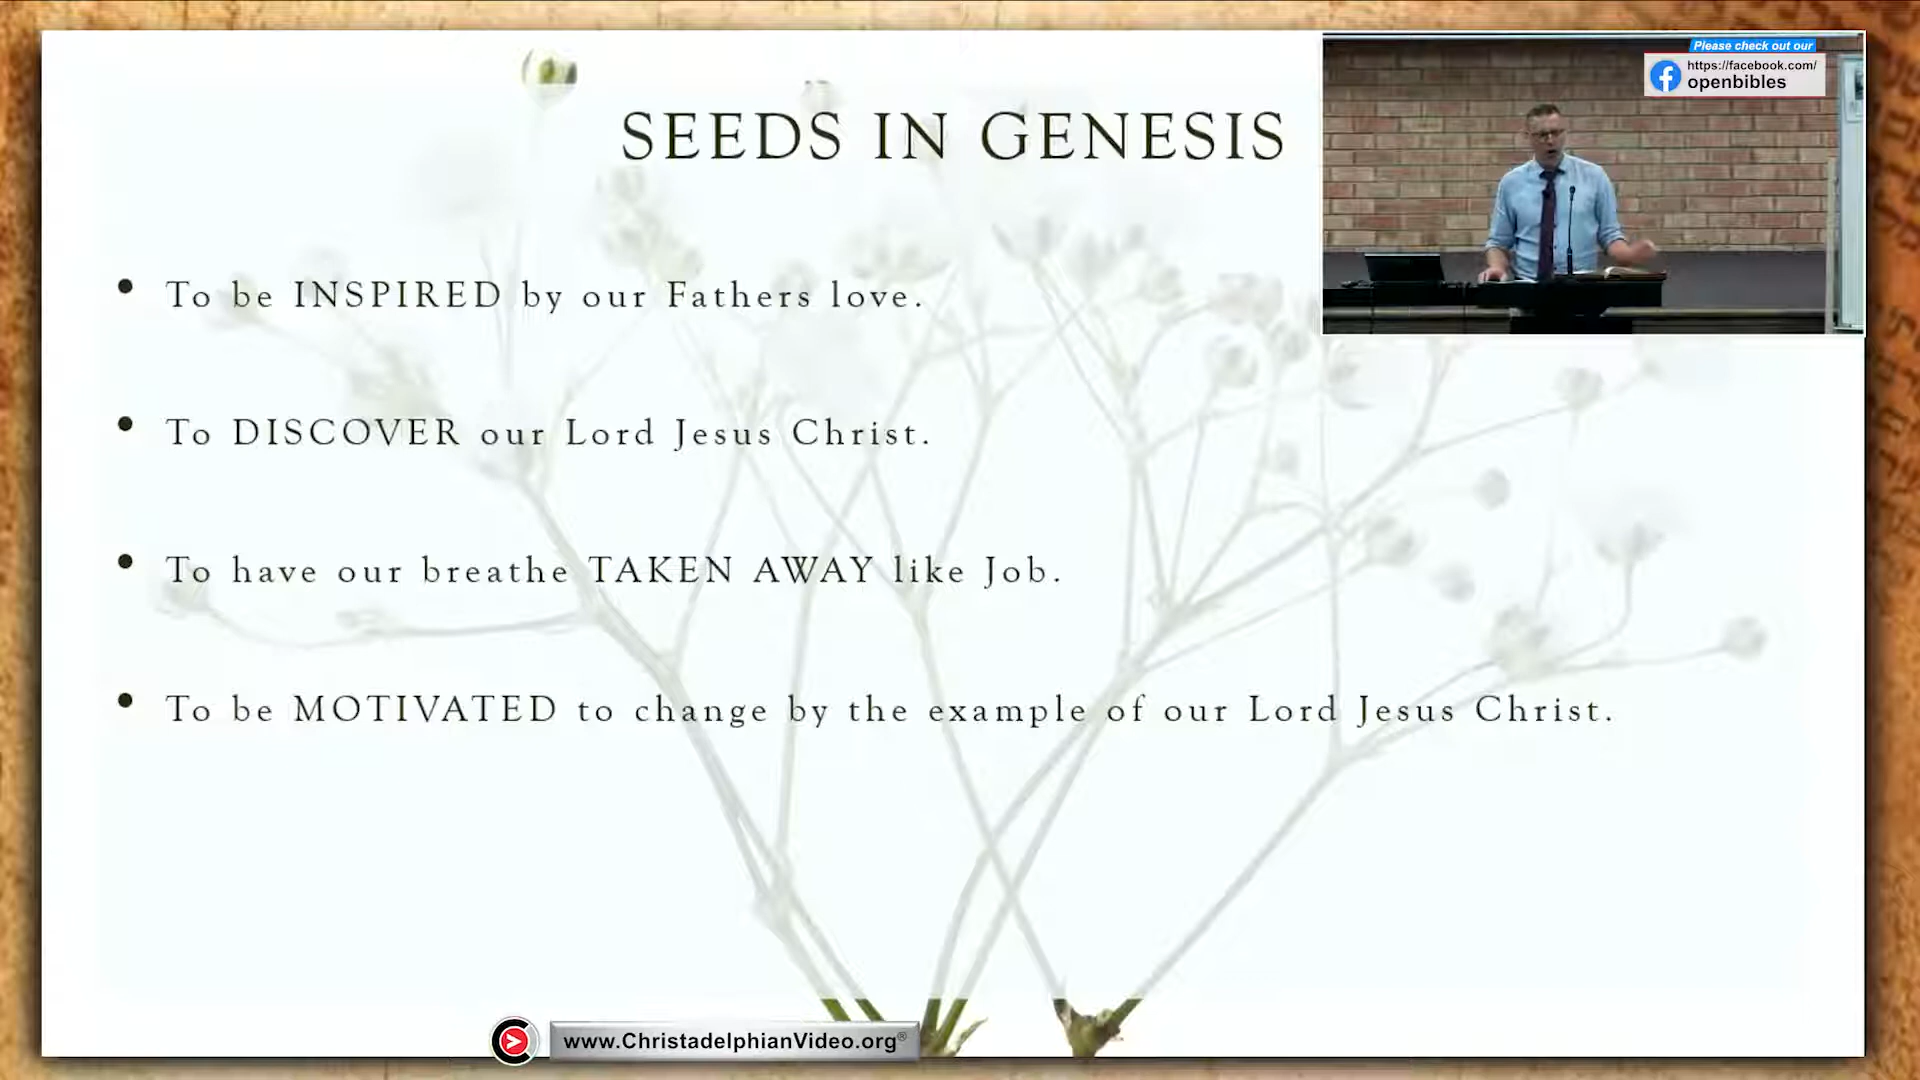 Please check out our
https://facebook.com/
openbibles
SEEDS IN GENESIS
• To be INSPIRED by our Fathers love.
• To DISCOVER our Lord Jesus Christ.
• To have our breathe TAKEN AWAY like Job.
• To be MOTIVATED to change by the example of our Lord Jesus Christ.
www.ChristadelphianVideo.org®